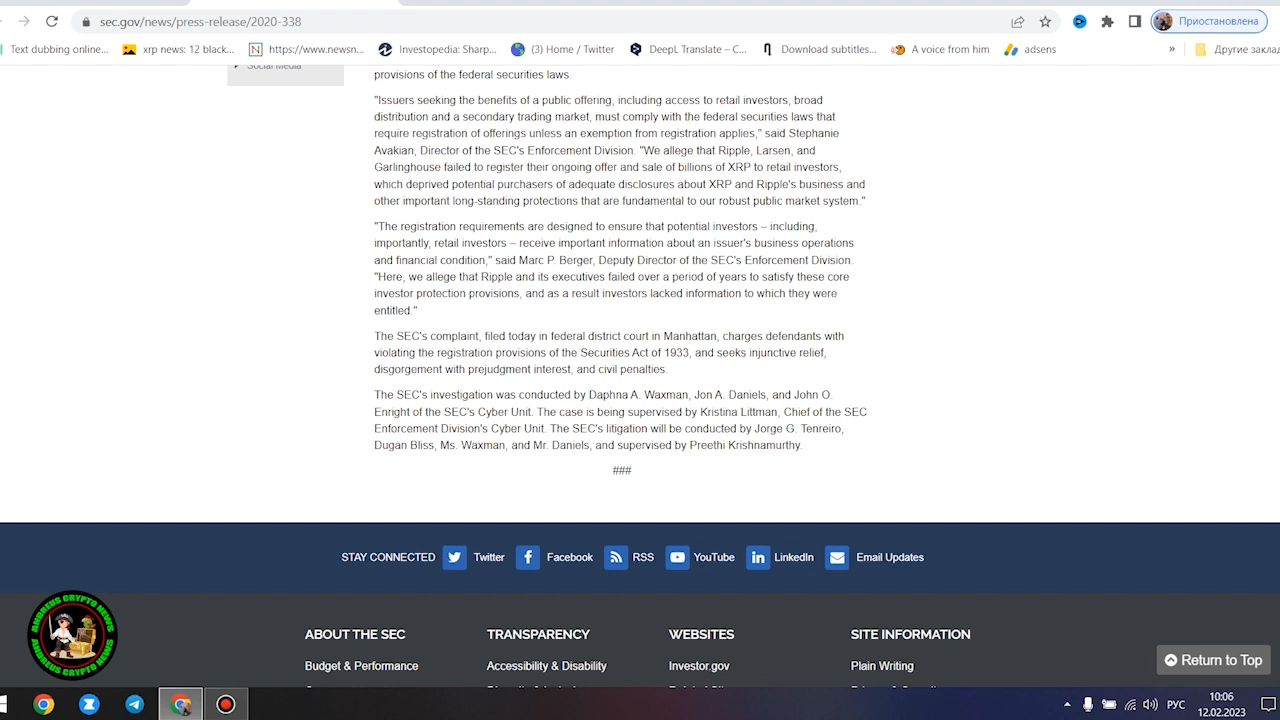 sec.gov/news/press-release/2020-338
Приостановлена
Text dubbing online...
xrp news: 12 black...
https://www.newsn...
Investopedia: Sharp...
(3) Home / Twitter
DeepL Translate – C...
Download subtitles...
A voice from him
adsens
»
Другие заклад
Social Media
provisions of the federal securities laws.
"Issuers seeking the benefits of a public offering, including access to retail investors, broad
distribution and a secondary trading market, must comply with the federal securities laws that
require registration of offerings unless an exemption from registration applies," said Stephanie
Avakian, Director of the SEC's Enforcement Division. "We allege that Ripple, Larsen, and
Garlinghouse failed to register their ongoing offer and sale of billions of XRP to retail investors,
which deprived potential purchasers of adequate disclosures about XRP and Ripple's business and
other important long-standing protections that are fundamental to our robust public market system."
"The registration requirements are designed to ensure that potential investors – including,
importantly, retail investors – receive important information about an issuer's business operations
and financial condition," said Marc P. Berger, Deputy Director of the SEC's Enforcement Division.
"Here, we allege that Ripple and its executives failed over a period of years to satisfy these core
investor protection provisions, and as a result investors lacked information to which they were
entitled."
The SEC's complaint, filed today in federal district court in Manhattan, charges defendants with
violating the registration provisions of the Securities Act of 1933, and seeks injunctive relief,
disgorgement with prejudgment interest, and civil penalties.
The SEC's investigation was conducted by Daphna A. Waxman, Jon A. Daniels, and John O.
Enright of the SEC's Cyber Unit. The case is being supervised by Kristina Littman, Chief of the SEC
Enforcement Division's Cyber Unit. The SEC's litigation will be conducted by Jorge G. Tenreiro,
Dugan Bliss, Ms. Waxman, and Mr. Daniels, and supervised by Preethi Krishnamurthy.
###
STAY CONNECTED
Twitter
Facebook
RSS
YouTube
LinkedIn
Email Updates
ANDREUS CRYPTO NEWS
ANDREUS CRYPTO NEWS
ABOUT THE SEC
TRANSPARENCY
WEBSITES
SITE INFORMATION
Budget & Performance
Accessibility & Disability
Investor.gov
Plain Writing
Return to Top
РУС
10:06
12.02.2023